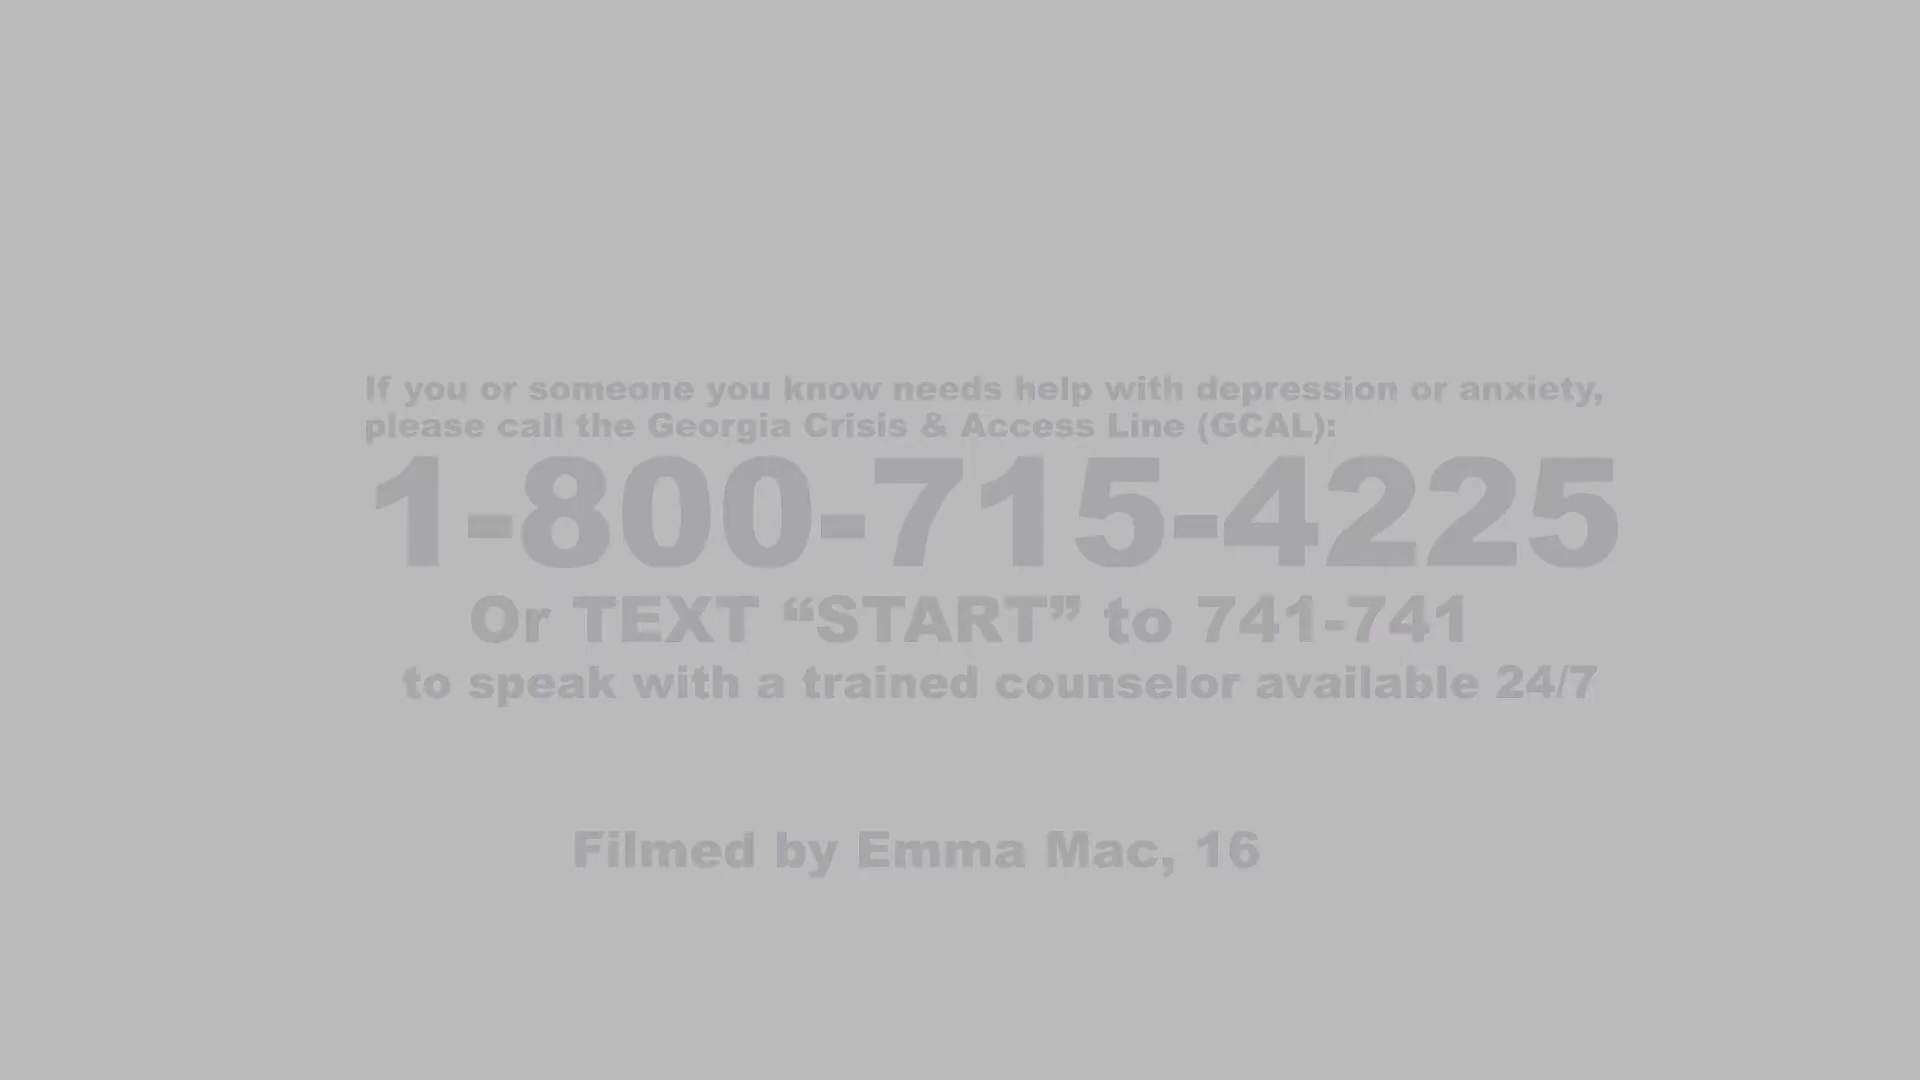 If you or someone you know needs help with depression or anxiety,
please call the Georgia Crisis & Access Line (GCAL):
1-800-715-4225
Or TEXT “START” to 741-741
to speak with a trained counselor available 24/7
Filmed by Emma Mac, 16